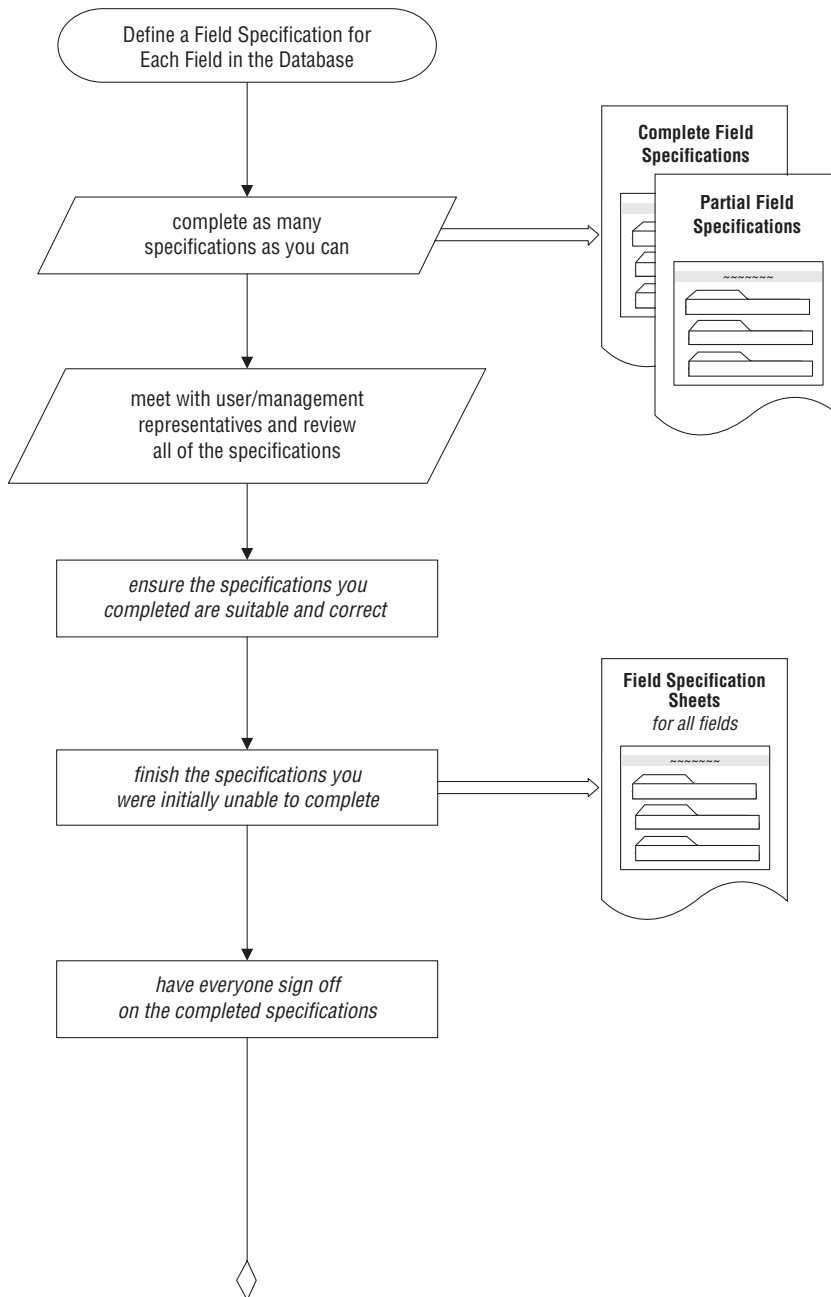 Define a Field Specification for
Each Field in the Database
complete as many
specifications as you can
Complete Field
Specifications
Partial Field
Specifications
~~~~~~~
meet with user/management
representatives and review
all of the specifications
ensure the specifications you
completed are suitable and correct
finish the specifications you
were initially unable to complete
Field Specification
Sheets
for all fields
~~~~~~~
have everyone sign off
on the completed specifications